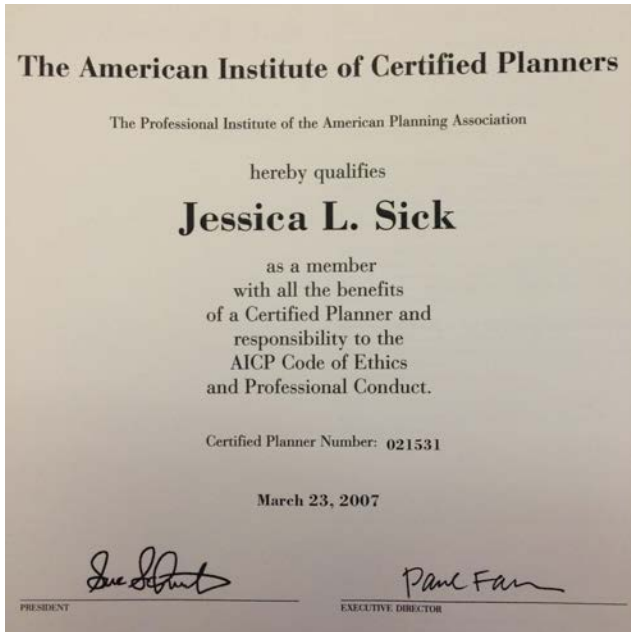 The American Institute of Certified Planners
The Professional Institute of the American Planning Association
hereby qualifies
Jessica L. Sick
as a member
with all the benefits
of a Certified Planner and
responsibility to the
AICP Code of Ethics
and Professional Conduct.
Certified Planner Number: 021531
March 23, 2007
PRESIDENT
EXECUTIVE DIRECTOR